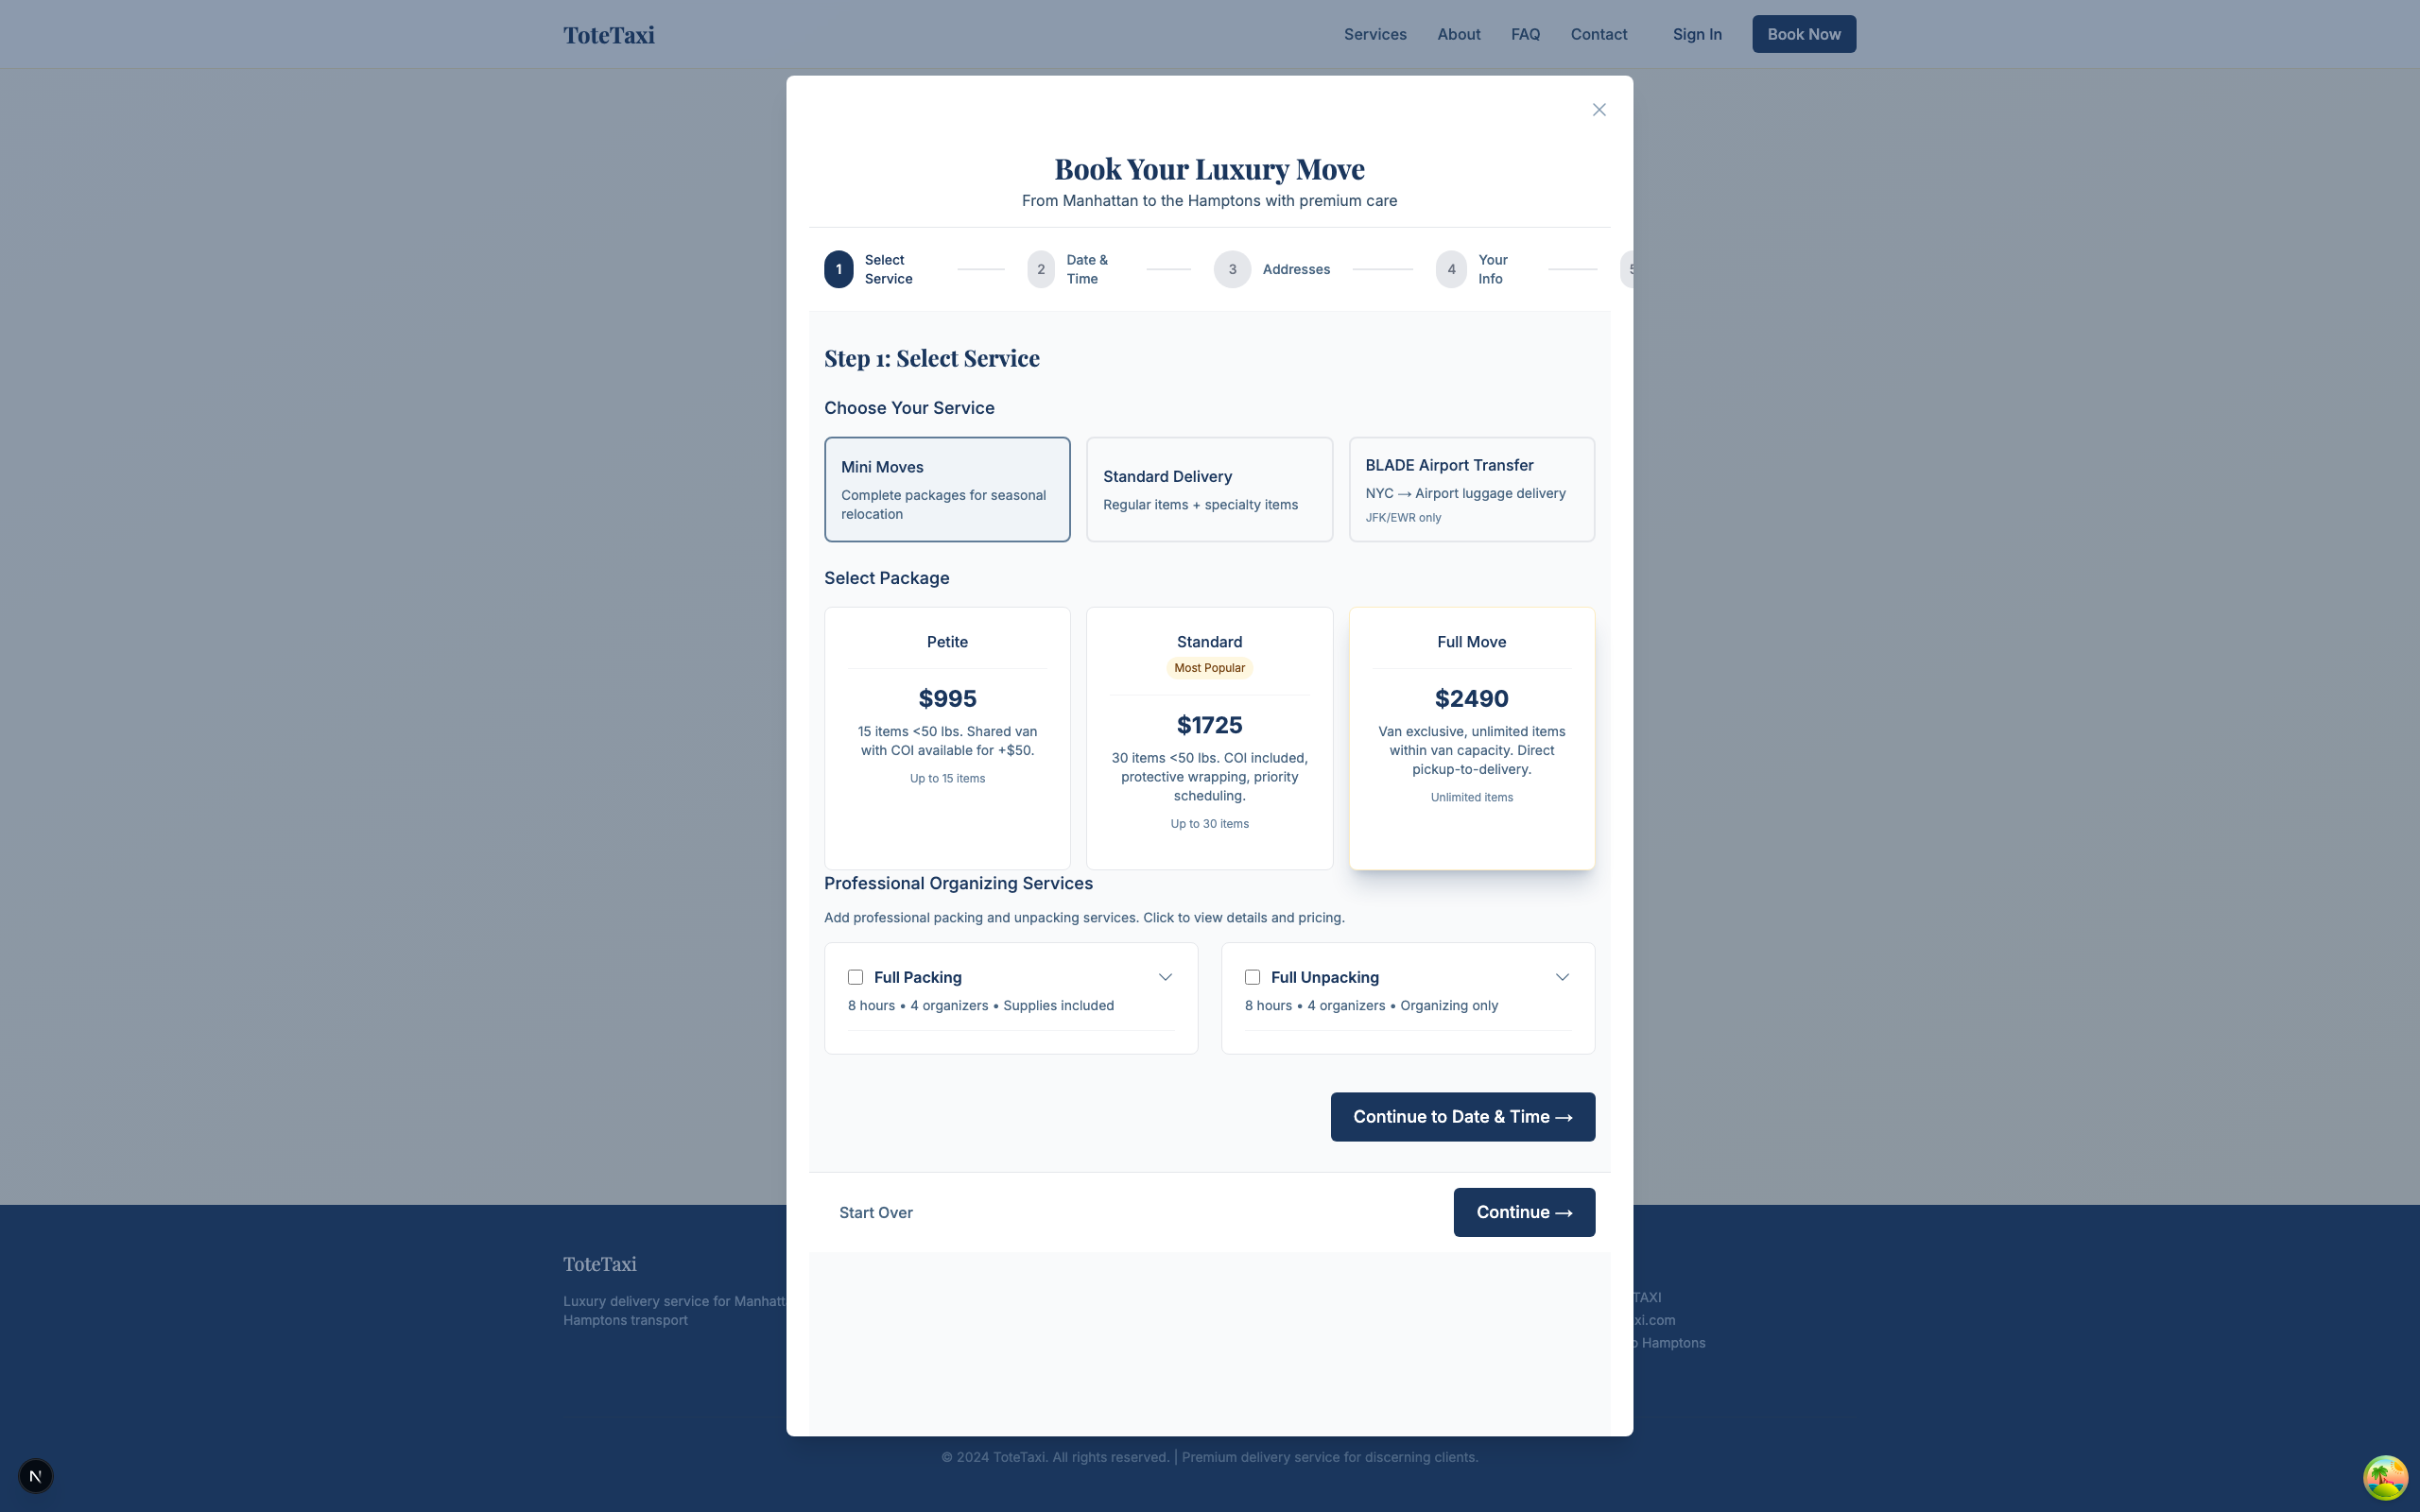 ToteTaxi
Services
About
FAQ
Contact
Sign In
Book Now
Book Your Luxury Move
From Manhattan to the Hamptons with premium care
1
Select
Service
2
Date &
Time
3
Addresses
4
Your
Info
Step 1: Select Service
Choose Your Service
Mini Moves
Complete packages for seasonal
relocation
Standard Delivery
Regular items + specialty items
BLADE Airport Transfer
NYC → Airport luggage delivery
JFK/EWR only
Select Package
Petite
$995
15 items <50 lbs. Shared van
with COI available for +$50.
Up to 15 items
Standard
Most Popular
$1725
30 items <50 lbs. COI included,
protective wrapping, priority
scheduling.
Up to 30 items
Full Move
$2490
Van exclusive, unlimited items
within van capacity. Direct
pickup-to-delivery.
Unlimited items
Professional Organizing Services
Add professional packing and unpacking services. Click to view details and pricing.
Full Packing
8 hours • 4 organizers • Supplies included
Full Unpacking
8 hours • 4 organizers • Organizing only
Continue to Date & Time →
Start Over
Continue →
ToteTaxi
Luxury delivery service for
Hamptons transport
TAXI
xi.com
Hamptons
© 2024 ToteTaxi. All rights reserved. | Premium delivery service for discerning clients.
N